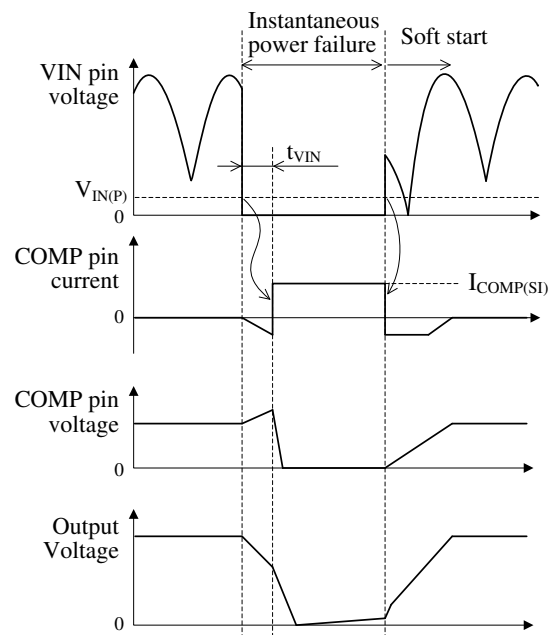 Instantaneous
power failure
Soft start
VIN pin
voltage
tVIN
VIN(P)
0
COMP pin
current
ICOMP(SI)
0
COMP pin
voltage
0
Output
Voltage
0